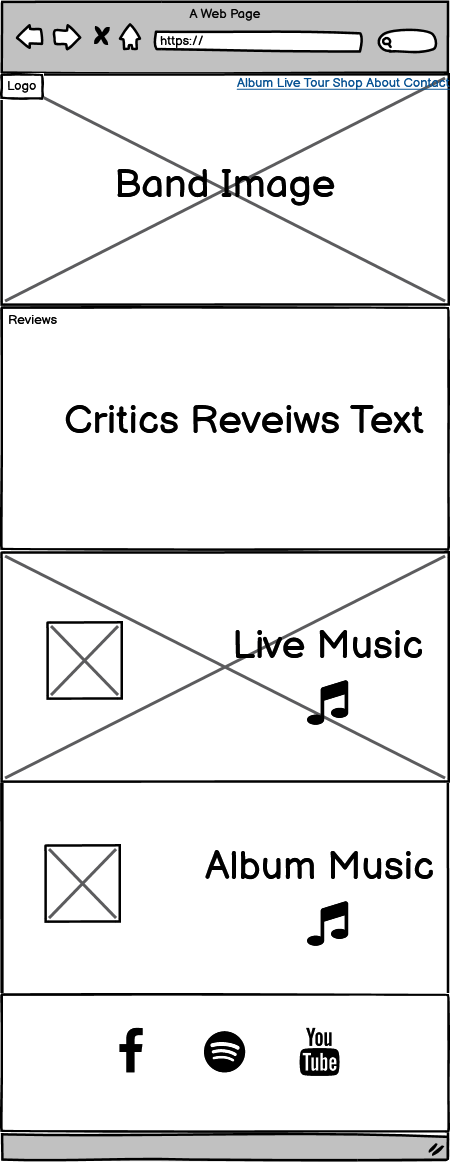 A Web Page
https://
Logo
Album Live Tour Shop About Contact
Band Image
Reviews
Critics Reveiws Text
Live Music
Album Music
You
Tube